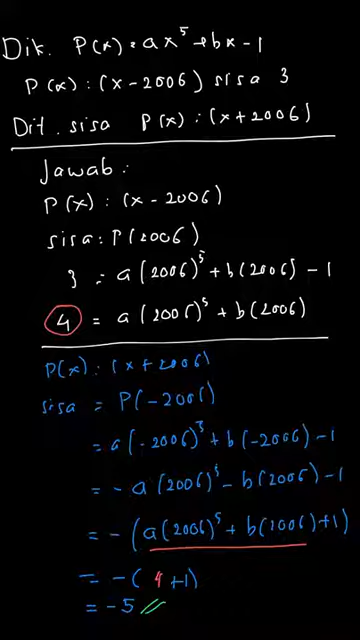 Dik. P(x) = ax⁵ + bx - 1
P(x) : (x - 2006) sisa 3
Dit. sisa P(x) : (x + 2006)
Jawab :
P(x) : (x - 2006)
sisa : P(2006)
3 = a(2006)⁵ + b(2006) - 1
4 = a(2006)⁵ + b(2006)
P(x) : (x + 2006)
sisa = P(-2006)
= a(-2006)⁵ + b(-2006) - 1
= - a(2006)⁵ - b(2006) - 1
= - (a(2006)⁵ + b(2006) + 1)
= - (4 + 1)
= - 5